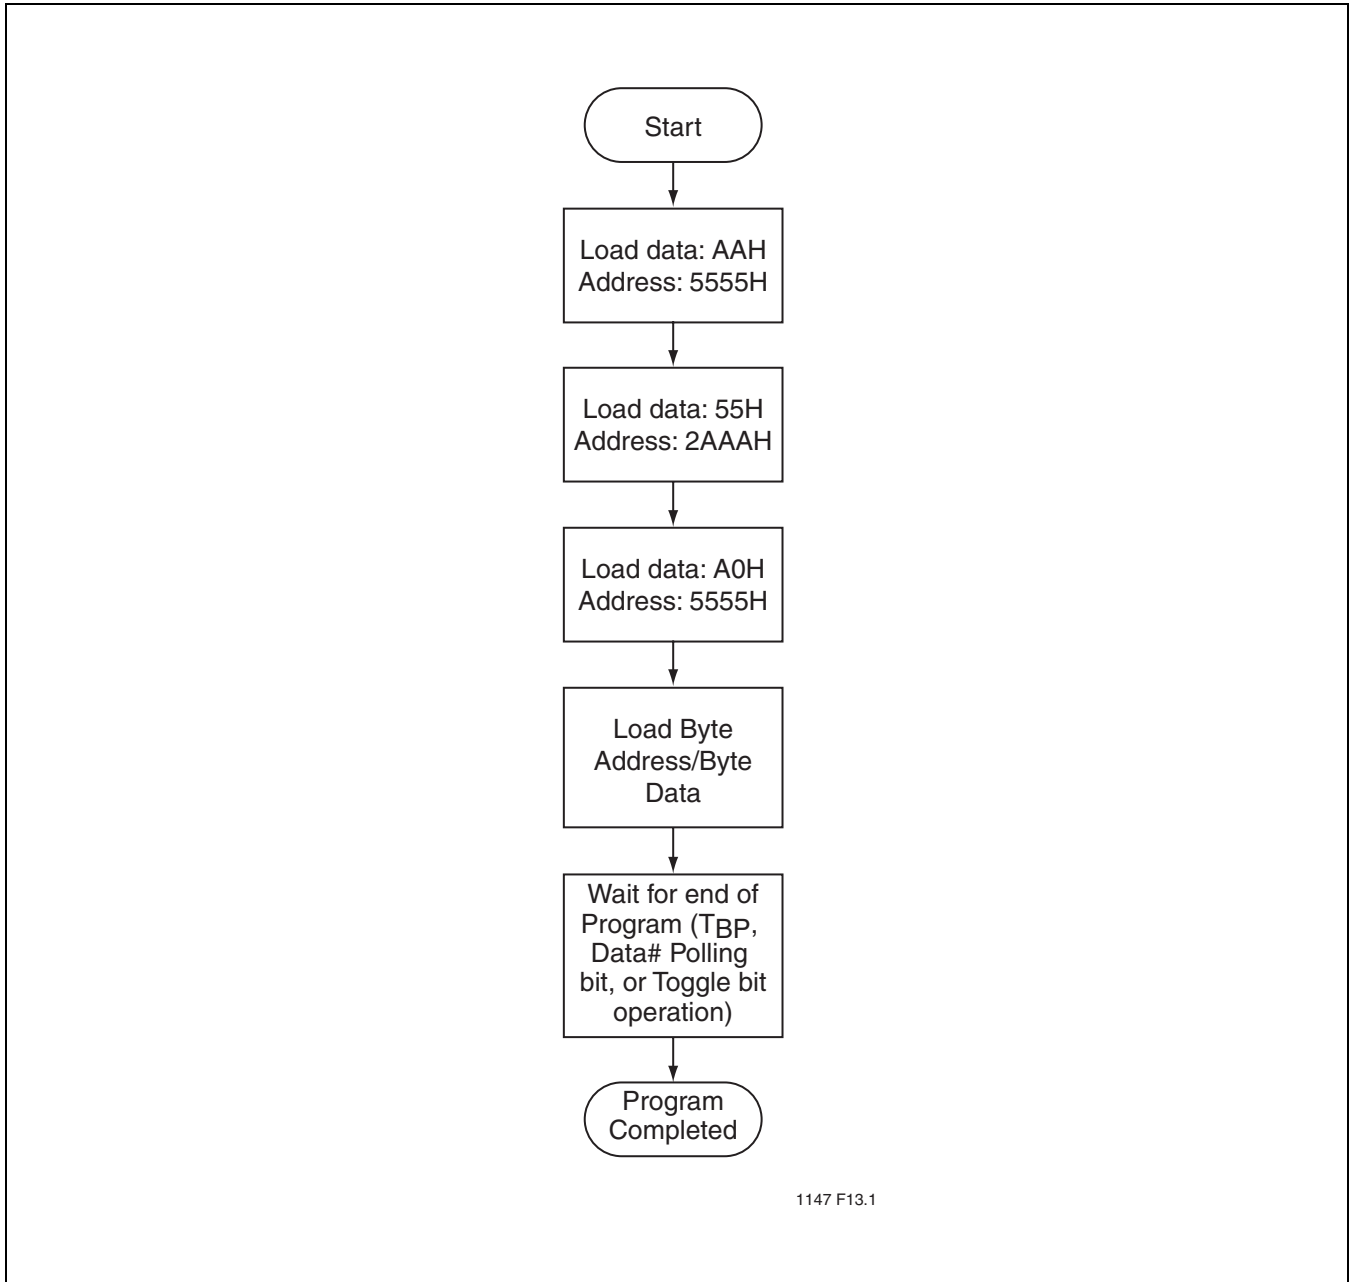 Start
Load data: AAH
Address: 5555H
Load data: 55H
Address: 2AAAH
Load data: A0H
Address: 5555H
Load Byte
Address/Byte
Data
Wait for end of
Program (TBP,
Data# Polling
bit, or Toggle bit
operation)
Program
Completed
1147 F13.1